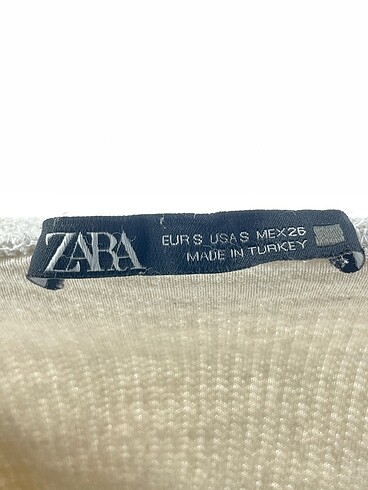 ZARA
EUR S USA S MEX 26
MADE IN TURKEY